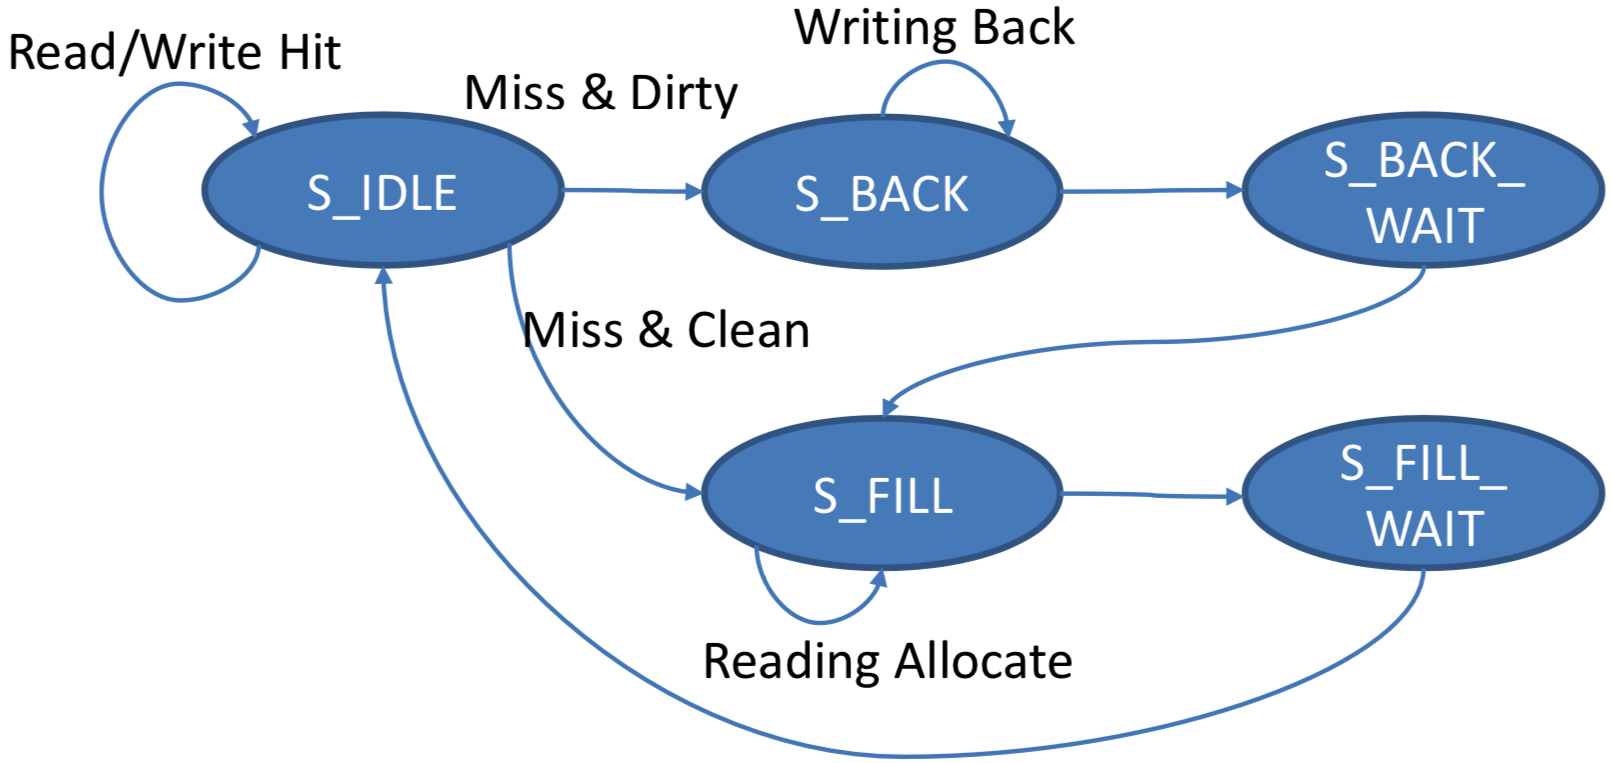 Read/Write Hit
Writing Back
Miss & Dirty
S_IDLE
S_BACK
S_BACK_
WAIT
Miss & Clean
S_FILL
S_FILL_
WAIT
Reading Allocate